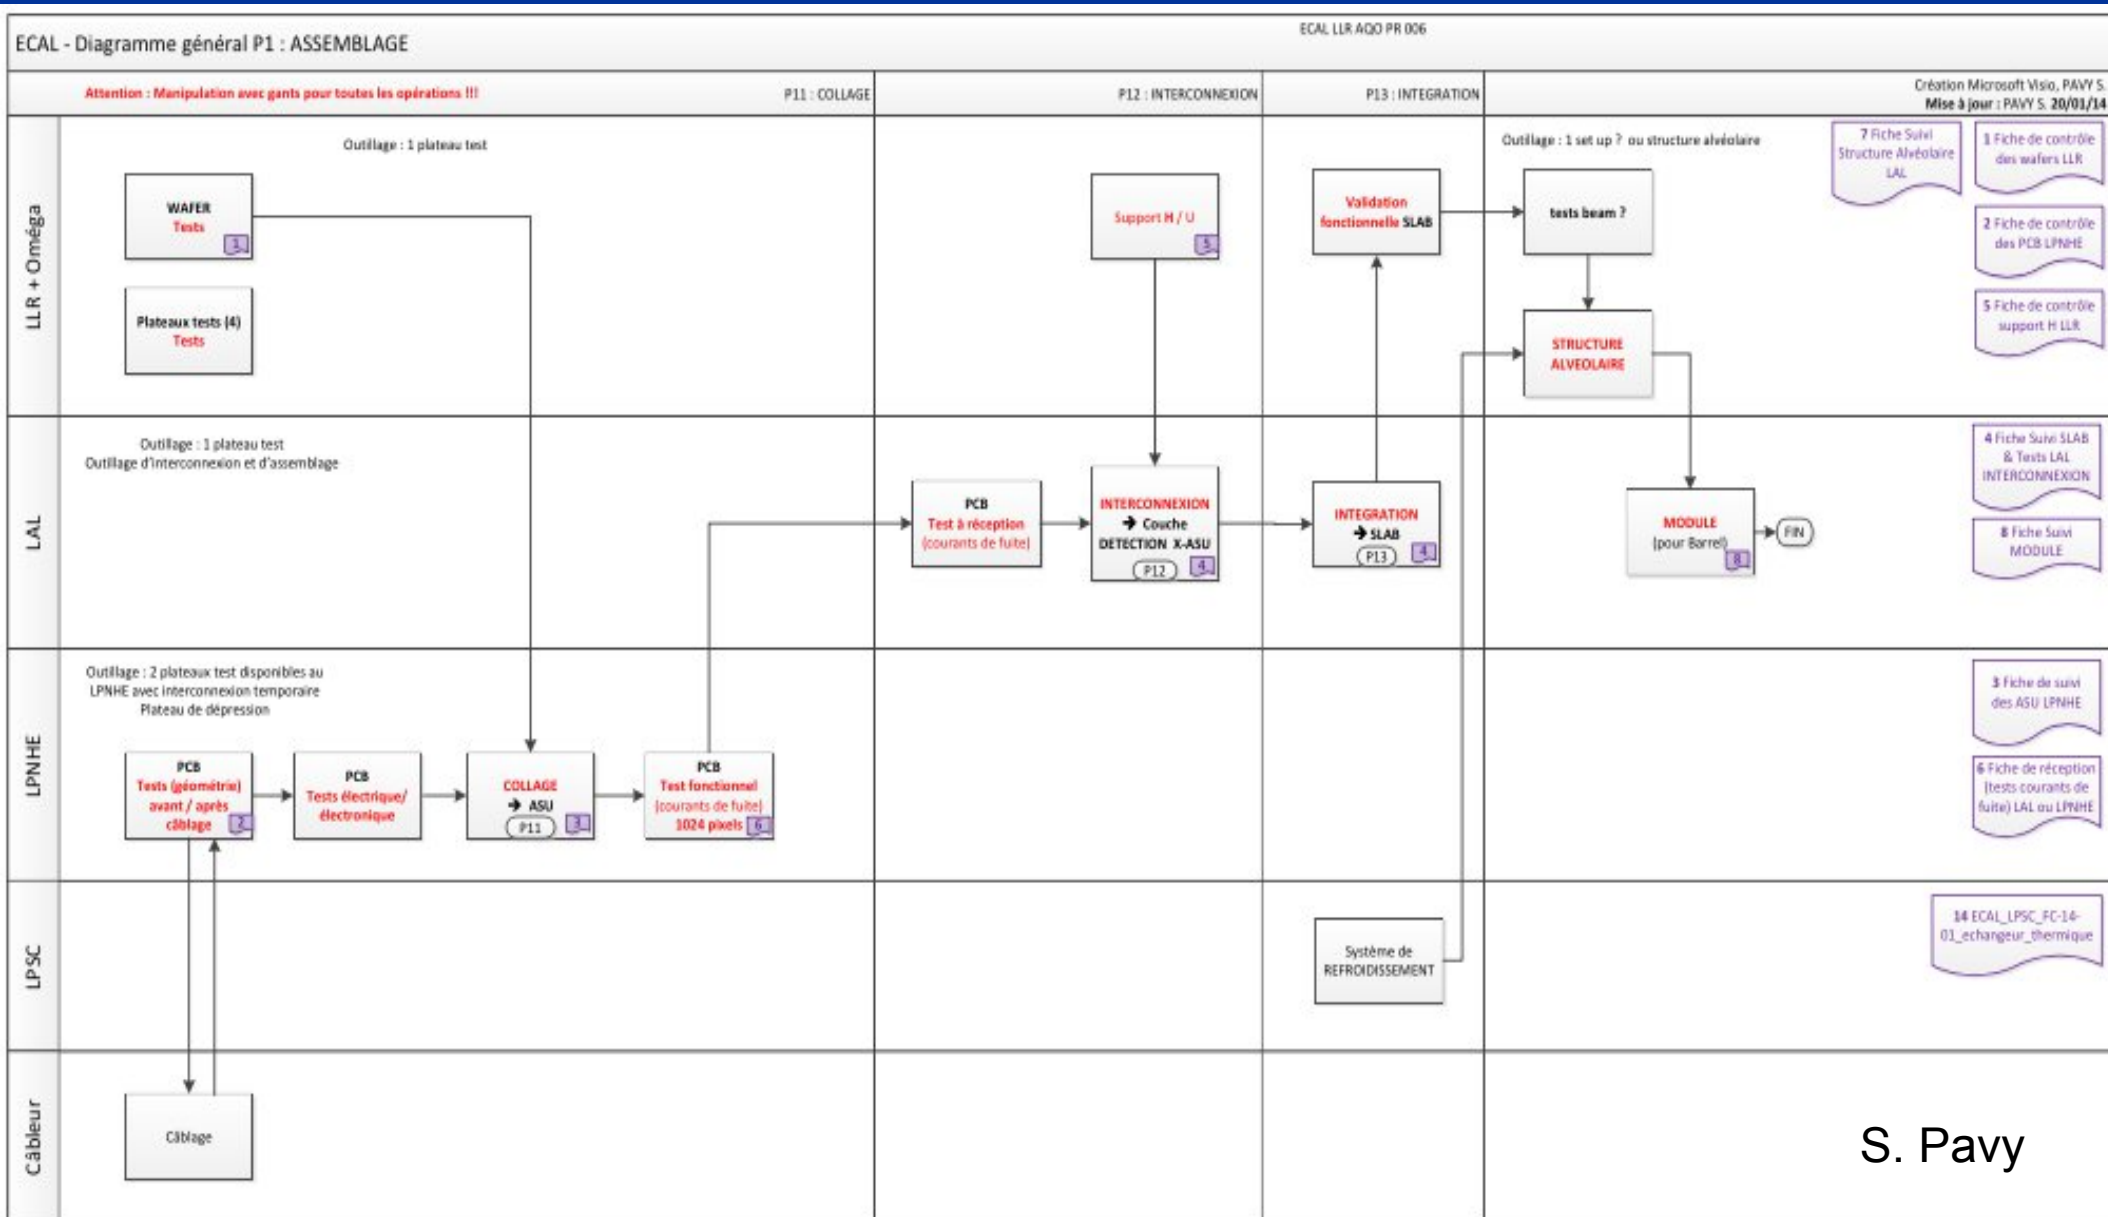 ECAL - Diagramme général P1 : ASSEMBLAGE
ECAL LLR AQO PR 006
Attention : Manipulation avec gants pour toutes les opérations !!!
P11 : COLLAGE
P12 : INTERCONNEXION
P13 : INTEGRATION
Création Microsoft Visio, PAVY S.
Mise à jour : PAVY S. 20/01/14
LLR + Oméga
Outillage : 1 plateau test
WAFER
Tests
1
Plateaux tests (4)
Tests
Support H / U
5
Validation
fonctionnelle SLAB
Outillage : 1 set up ? ou structure alvéolaire
tests beam ?
STRUCTURE
ALVEOLAIRE
7 Fiche Suivi
Structure Alvéolaire
LAL
1 Fiche de contrôle
des wafers LLR
2 Fiche de contrôle
des PCB LPNHE
5 Fiche de contrôle
support H LLR
LAL
Outillage : 1 plateau test
Outillage d'interconnexion et d'assemblage
PCB
Test à réception
(courants de fuite)
INTERCONNEXION
➔ Couche
DETECTION X-ASU
P12
4
INTEGRATION
➔ SLAB
P13
4
MODULE
(pour Barrel)
8
FIN
4 Fiche Suivi SLAB
& Tests LAL
INTERCONNEXION
8 Fiche Suivi
MODULE
LPNHE
Outillage : 2 plateaux test disponibles au
LPNHE avec interconnexion temporaire
Plateau de dépression
PCB
Tests (géométrie)
avant / après
câblage
2
PCB
Tests électrique/
électronique
COLLAGE
➔ ASU
P11
3
PCB
Test fonctionnel
(courants de fuite)
1024 pixels
6
3 Fiche de suivi
des ASU LPNHE
6 Fiche de réception
(tests courants de
fuite) LAL ou LPNHE
LPSC
Système de
REFROIDISSEMENT
14 ECAL_LPSC_FC-14-
01_echangeur_thermique
Câbleur
Câblage
S. Pavy